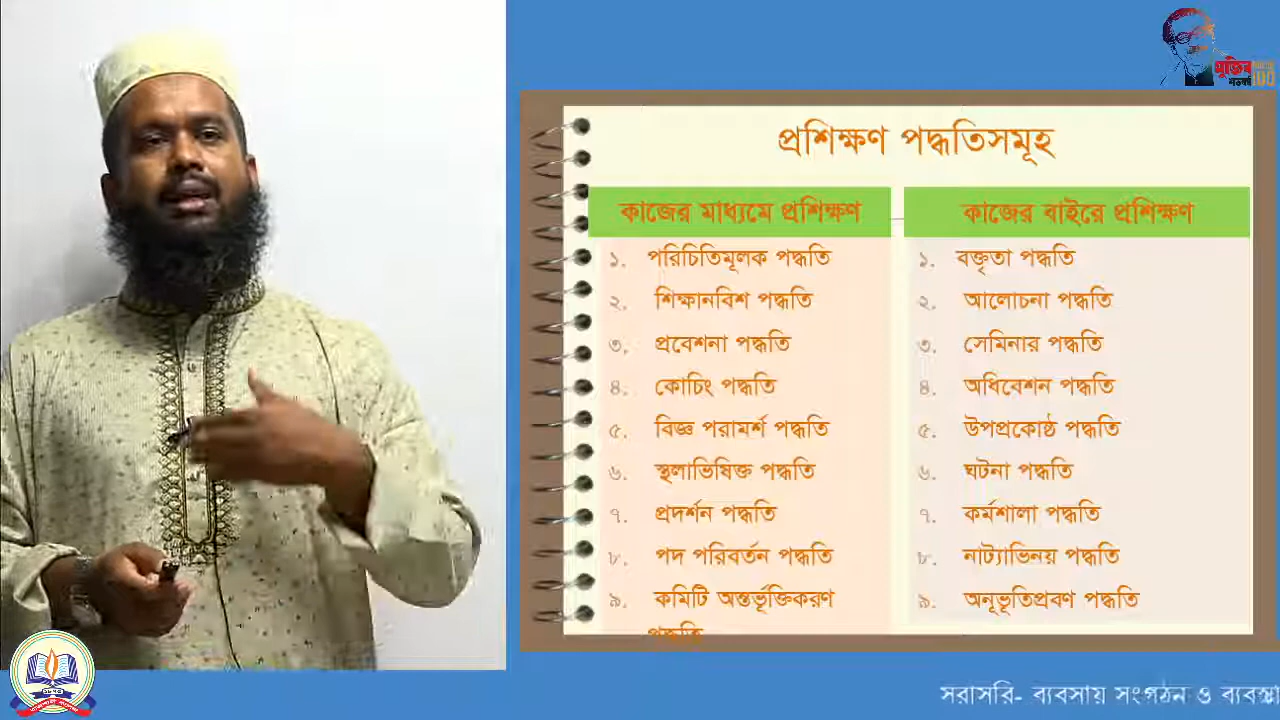 মুজিব
100
প্রশিক্ষণ পদ্ধতিসমূহ
কাজের মাধ্যমে প্রশিক্ষণ
১. পরিচিতিমূলক পদ্ধতি
২. শিক্ষানবিশ পদ্ধতি
৩. প্রবেশনা পদ্ধতি
৪. কোচিং পদ্ধতি
৫. বিজ্ঞ পরামর্শ পদ্ধতি
৬. স্থলাভিষিক্ত পদ্ধতি
৭. প্রদর্শন পদ্ধতি
৮. পদ পরিবর্তন পদ্ধতি
৯. কমিটি অন্তর্ভূক্তিকরণ
পদ্ধতি
কাজের বাইরে প্রশিক্ষণ
১. বক্তৃতা পদ্ধতি
২. আলোচনা পদ্ধতি
৩. সেমিনার পদ্ধতি
৪. অধিবেশন পদ্ধতি
৫. উপপ্রকোষ্ঠ পদ্ধতি
৬. ঘটনা পদ্ধতি
৭. কর্মশালা পদ্ধতি
৮. নাট্যাভিনয় পদ্ধতি
৯. অনূভূতিপ্রবণ পদ্ধতি
সরাসরি- ব্যবসায় সংগঠন ও ব্যবস্থা